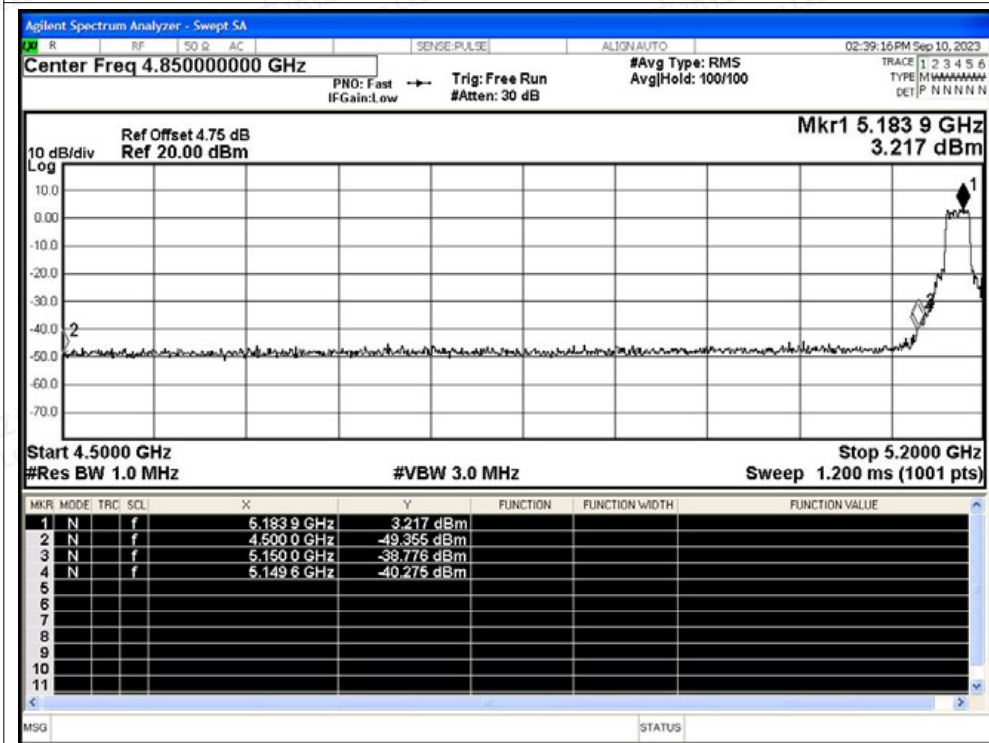 Agilent Spectrum Analyzer - Swept SA
LXI R RF 50 Ω AC SENSE:PULSE ALIGNAUTO 02:39:16 PM Sep 10, 2023
Center Freq 4.850000000 GHz
PNO: Fast
IFGain:Low
Trig: Free Run
#Atten: 30 dB
#Avg Type: RMS
Avg|Hold: 100/100
TRACE 1 2 3 4 5 6
TYPE M WWWWW
DET P N N N N N
Mkr1 5.183 9 GHz
3.217 dBm
Ref Offset 4.75 dB
10 dB/div Ref 20.00 dBm
Log
1
10.0
0.00
-10.0
-20.0
-30.0
-40.0 2
-50.0
-60.0
-70.0
Start 4.5000 GHz Stop 5.2000 GHz
#Res BW 1.0 MHz #VBW 3.0 MHz Sweep 1.200 ms (1001 pts)
MKR MODE TRC SCL X Y FUNCTION FUNCTION WIDTH FUNCTION VALUE
1 N f 5.183 9 GHz 3.217 dBm
2 N f 4.500 0 GHz -49.355 dBm
3 N f 5.150 0 GHz -38.776 dBm
4 N f 5.149 6 GHz -40.275 dBm
5
6
7
8
9
10
11
MSG STATUS